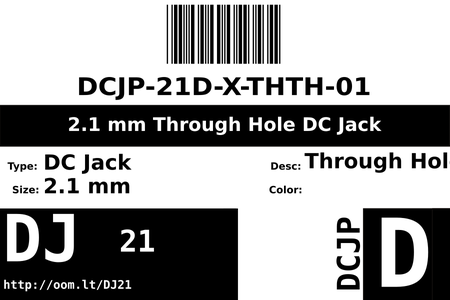 DCJP-21D-X-THTH-01
2.1 mm Through Hole DC Jack
Type: DC Jack
Desc: Through Hol
Size: 2.1 mm
Color:
DJ 21
DCJP
D
http://oom.lt/DJ21